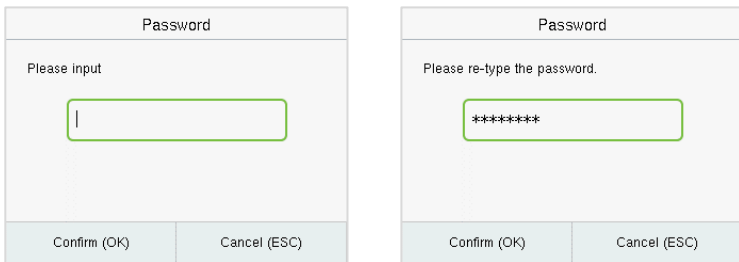 Password
Please input
Confirm (OK)
Cancel (ESC)
Password
Please re-type the password.
********
Confirm (OK)
Cancel (ESC)